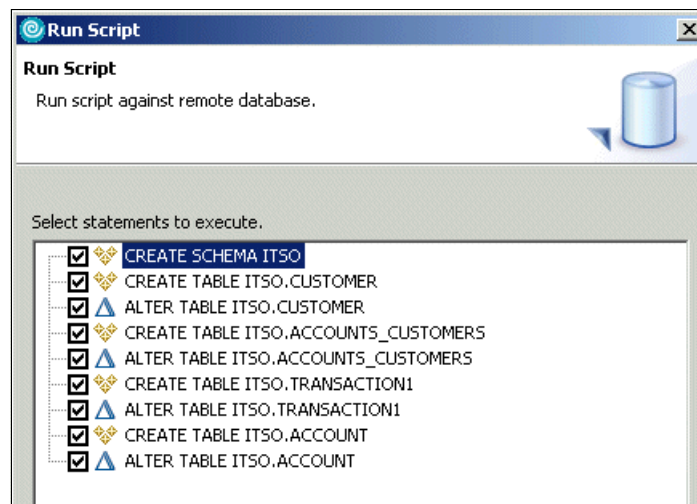 Run Script
Run Script
Run script against remote database.
Select statements to execute.
CREATE SCHEMA ITSO
CREATE TABLE ITSO.CUSTOMER
ALTER TABLE ITSO.CUSTOMER
CREATE TABLE ITSO.ACCOUNTS_CUSTOMERS
ALTER TABLE ITSO.ACCOUNTS_CUSTOMERS
CREATE TABLE ITSO.TRANSACTION1
ALTER TABLE ITSO.TRANSACTION1
CREATE TABLE ITSO.ACCOUNT
ALTER TABLE ITSO.ACCOUNT